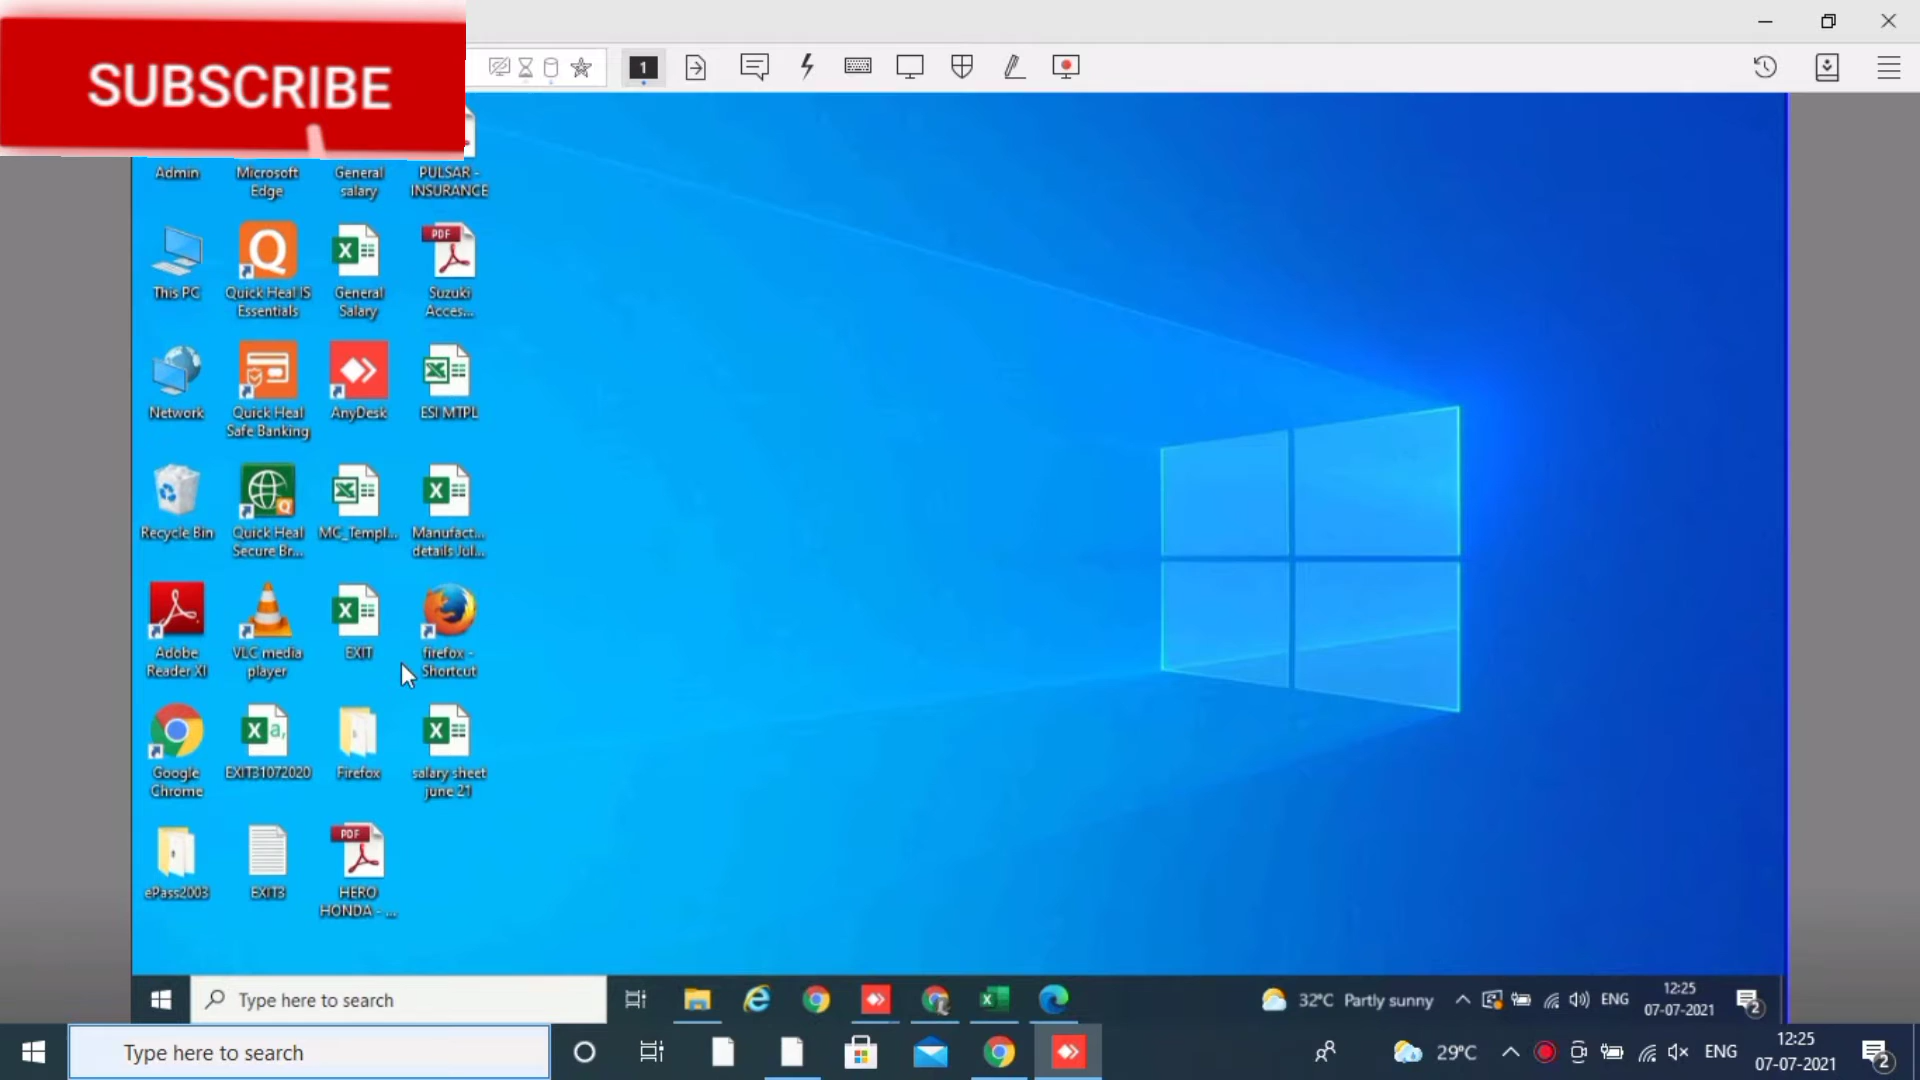 SUBSCRIBE
1
Admin
Microsoft Edge
General salary
PULSAR - INSURANCE
This PC
Quick Heal IS Essentials
General Salary
PDF
Suzuki Acces...
Network
Quick Heal Safe Banking
AnyDesk
ESI MTPL
Recycle Bin
Quick Heal Secure Br...
MC_Templ...
Manufact... details Jul...
Adobe Reader XI
VLC media player
EXIT
firefox - Shortcut
Google Chrome
EXIT31072020
Firefox
salary sheet june 21
ePass2003
EXIT3
PDF
HERO HONDA - ...
Type here to search
32°C Partly sunny
ENG
12:25
07-07-2021
2
Type here to search
29°C
ENG
12:25
07-07-2021
2